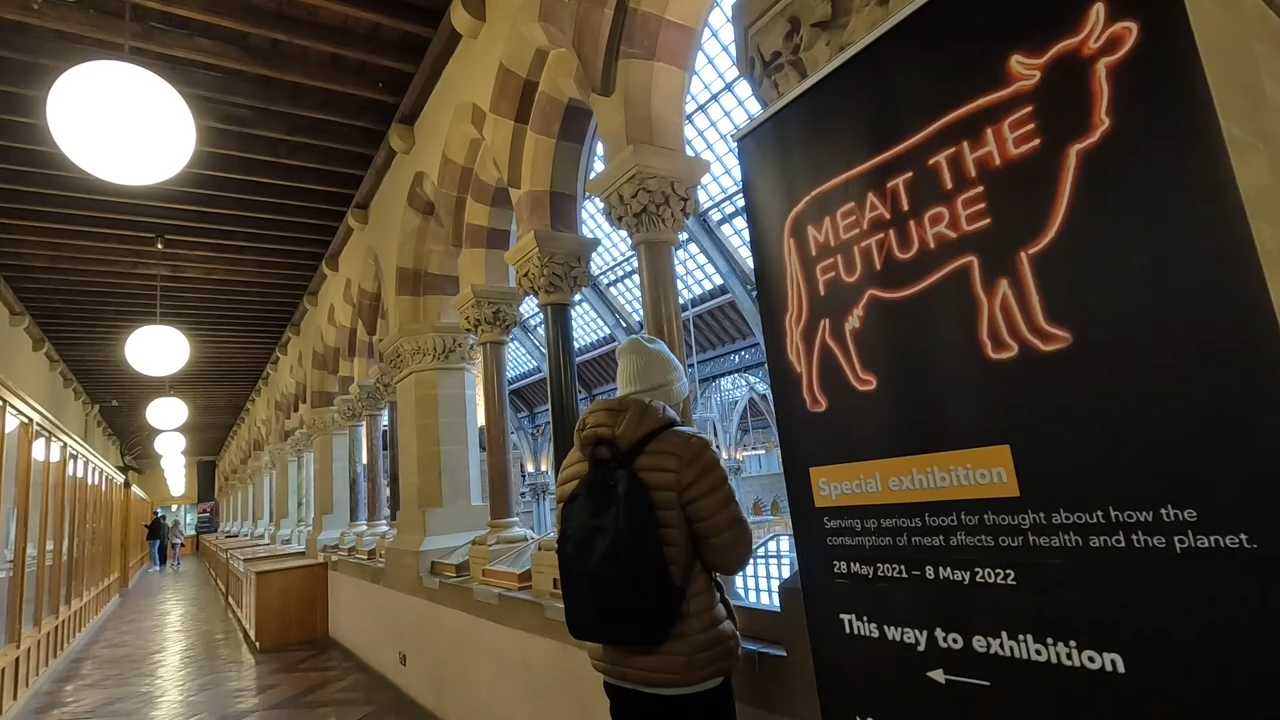 MEAT THE
FUTURE
Special exhibition
Serving up serious food for thought about how the
consumption of meat affects our health and the planet.
28 May 2021 – 8 May 2022
This way to exhibition